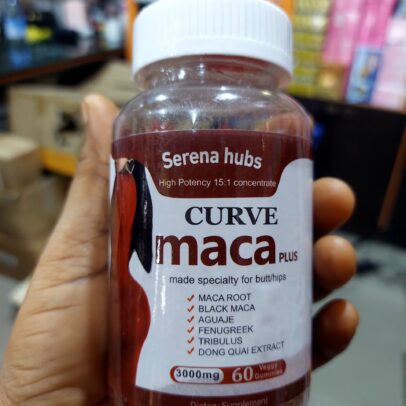 Serena hubs
High Potency 15:1 concentrate
CURVE
maca PLUS
made specialty for butt/hips
✓ MACA ROOT
✓ BLACK MACA
✓ AGUAJE
✓ FENUGREEK
✓ TRIBULUS
✓ DONG QUAI EXTRACT
3000mg 60 Veggie Gummies
Dietary Supplement